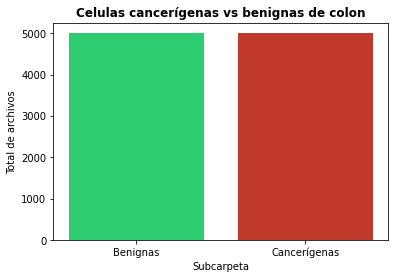 Celulas cancerígenas vs benignas de colon
Total de archivos
5000
4000
3000
2000
1000
0
Benignas
Cancerígenas
Subcarpeta